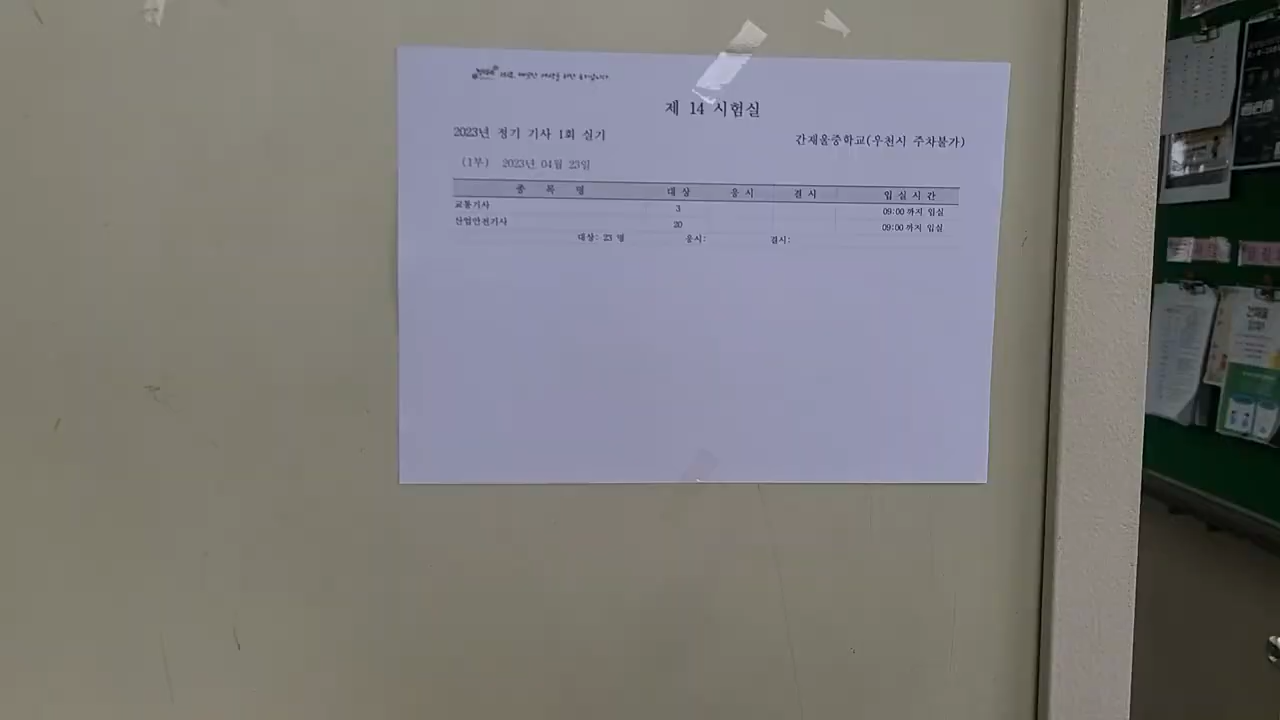 제 14 시험실
2023년 정기 기사 1회 실기
간재울중학교(우천시 주차불가)
(1부) 2023년 04월 23일
종 목 명 대 상 응 시 결 시 입 실 시 간
교통기사 3 09:00 까지 입실
산업안전기사 20 09:00 까지 입실
대상: 23 명 응시: 결시: